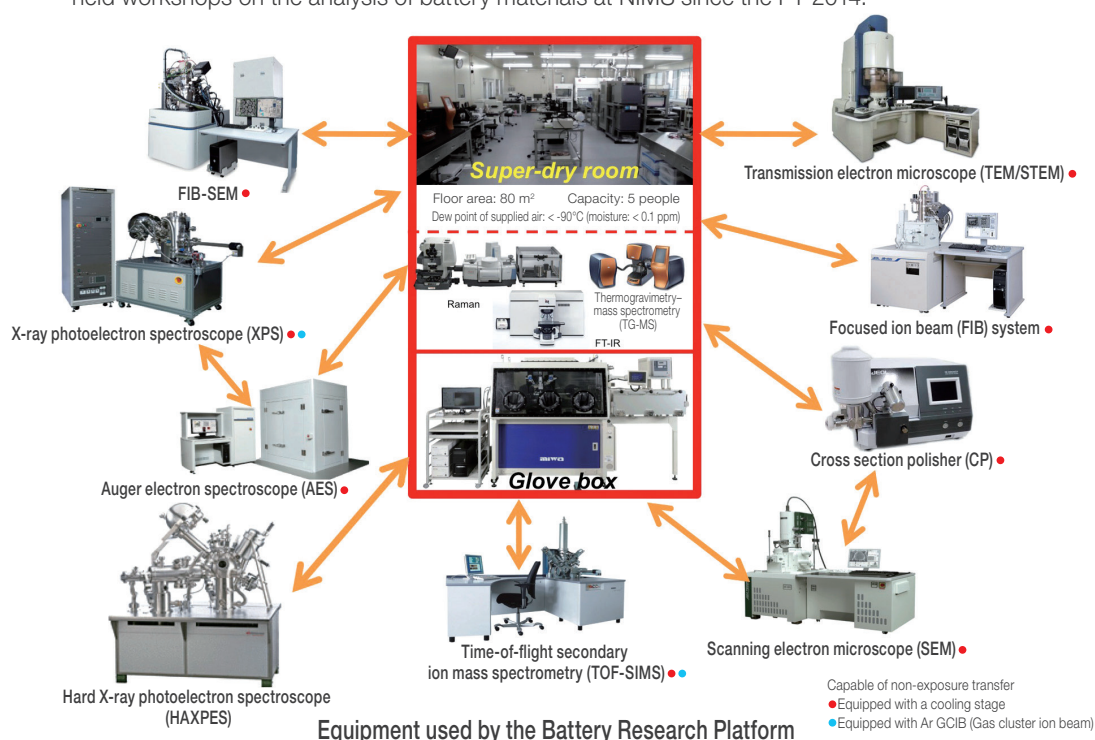 held workshops on the analysis of battery materials at NIMS since the FY 2014.
Super-dry room
Floor area: 80 m² Capacity: 5 people
Dew point of supplied air: < -90°C (moisture: < 0.1 ppm)
Raman
Thermogravimetry–
mass spectrometry
(TG-MS)
FT-IR
Glove box
FIB-SEM ●
X-ray photoelectron spectroscope (XPS) ●●
Auger electron spectroscope (AES) ●
Hard X-ray photoelectron spectroscope
(HAXPES)
Time-of-flight secondary
ion mass spectrometry (TOF-SIMS) ●●
Transmission electron microscope (TEM/STEM) ●
Focused ion beam (FIB) system ●
JEOL
Cross section polisher (CP) ●
Scanning electron microscope (SEM) ●
Capable of non-exposure transfer
●Equipped with a cooling stage
●Equipped with Ar GCIB (Gas cluster ion beam)
Equipment used by the Battery Research Platform